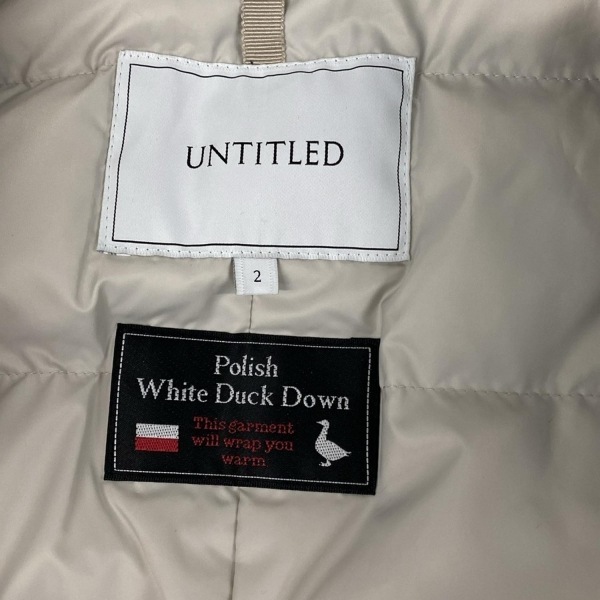 UNTITLED
2
Polish
White Duck Down
This garment
will wrap you
warm